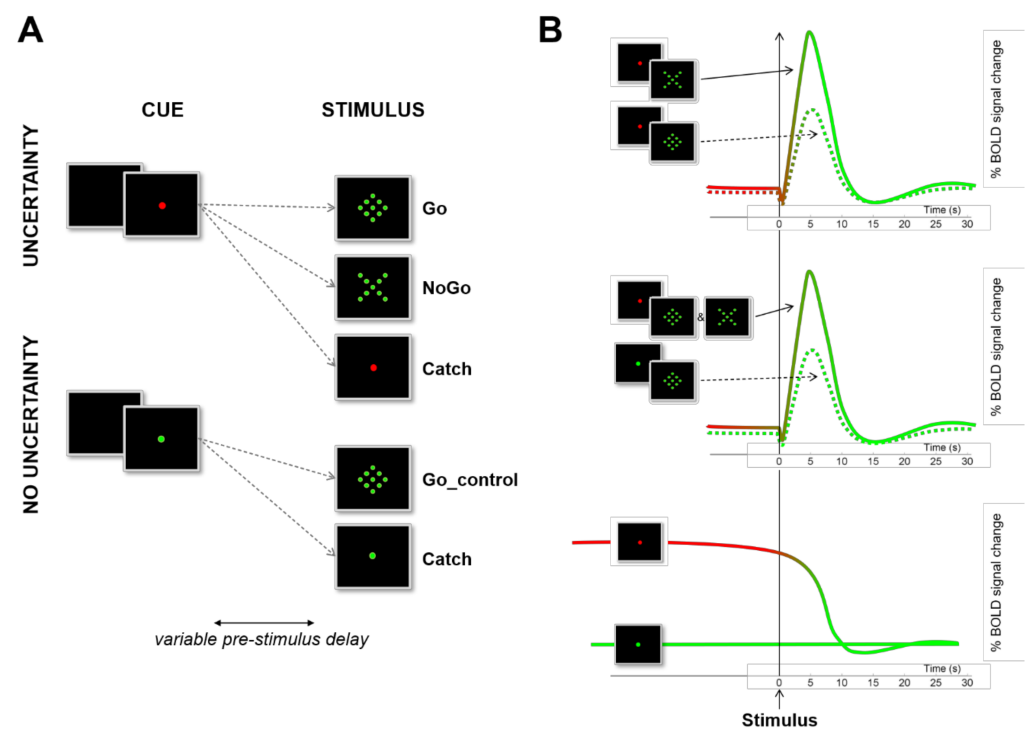 A
CUE
STIMULUS
UNCERTAINTY
Go
NoGo
Catch
NO UNCERTAINTY
Go_control
Catch
variable pre-stimulus delay
B
% BOLD signal change
Time (s)
0 5 10 15 20 25 30
&
% BOLD signal change
Time (s)
0 5 10 15 20 25 30
% BOLD signal change
Time (s)
0 5 10 15 20 25 30
Stimulus